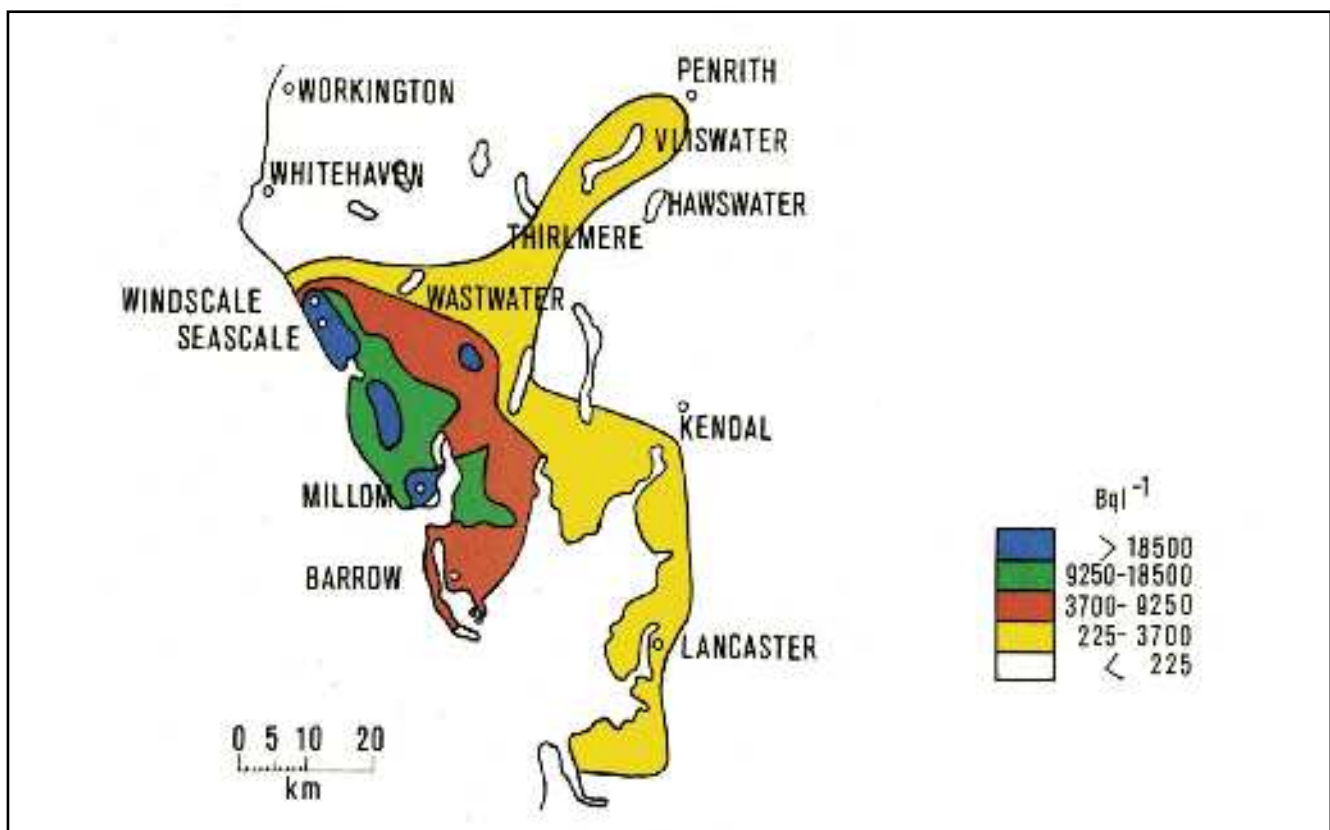 PENRITH
WORKINGTON
VLISWATER
WHITEHAVEN
HAWSWATER
THIRLMERE
WINDSCALE
WASTWATER
SEASCALE
KENDAL
MILLOM
Bql⁻¹
> 18500
9250-18500
3700-9250
225-3700
< 225
BARROW
LANCASTER
0 5 10 20
km